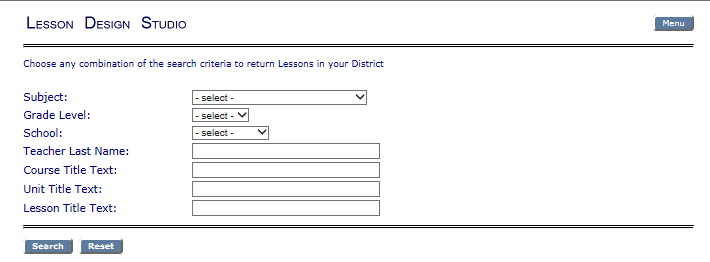 Lesson Design Studio
Menu
Choose any combination of the search criteria to return Lessons in your District
Subject: - select -
Grade Level: - select -
School: - select -
Teacher Last Name:
Course Title Text:
Unit Title Text:
Lesson Title Text:
Search Reset